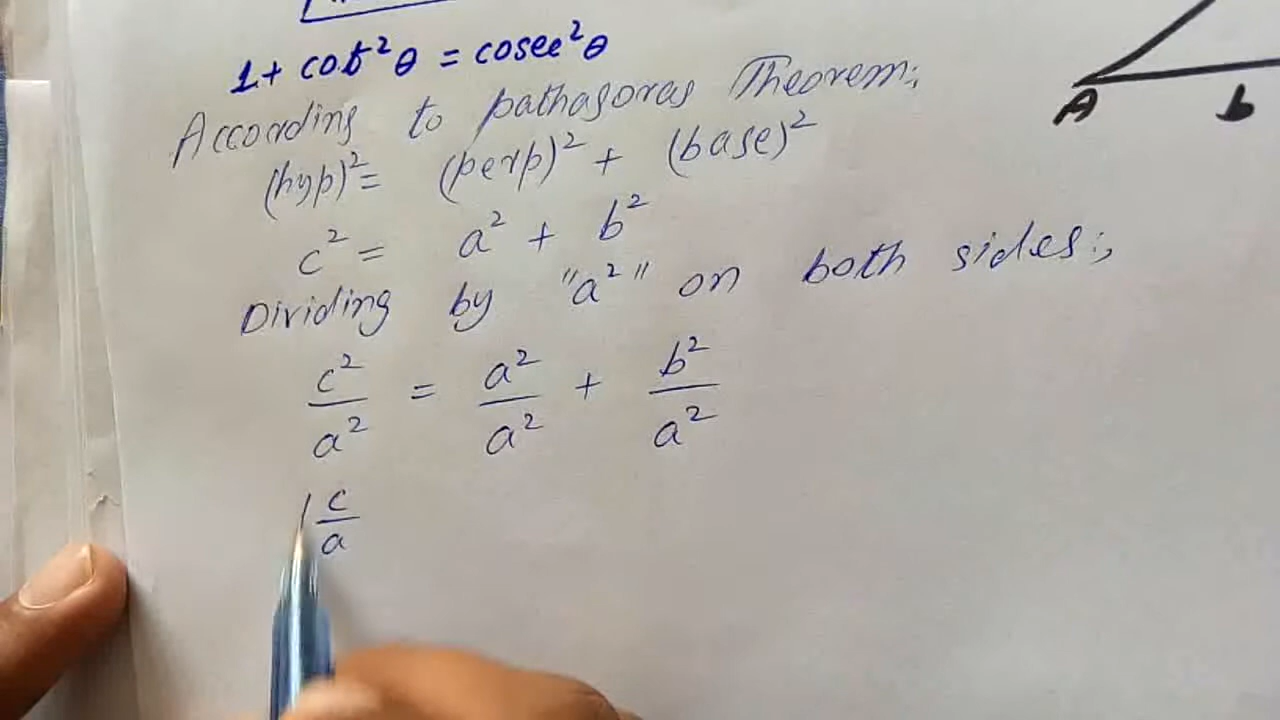 1+ cot²θ = cosec²θ
According to pathagoras Theorem;
(hyp)² = (perp)² + (base)²
c² = a² + b²
Dividing by "a²" on both sides:,
c²/a² = a²/a² + b²/a²
(c/a
A b